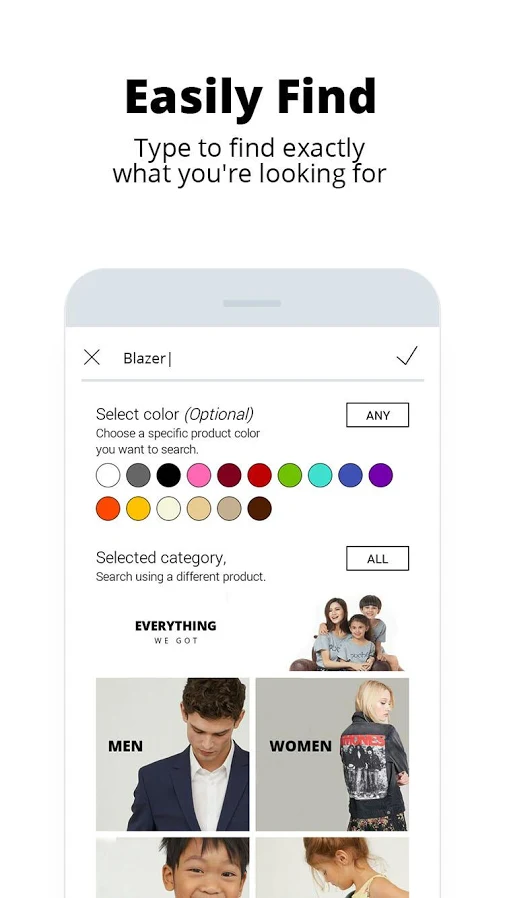 Easily Find
Type to find exactly
what you're looking for
Blazer
Select color (Optional)
ANY
Choose a specific product color
you want to search.
Selected category,
ALL
Search using a different product.
EVERYTHING
WE GOT
MEN
WOMEN